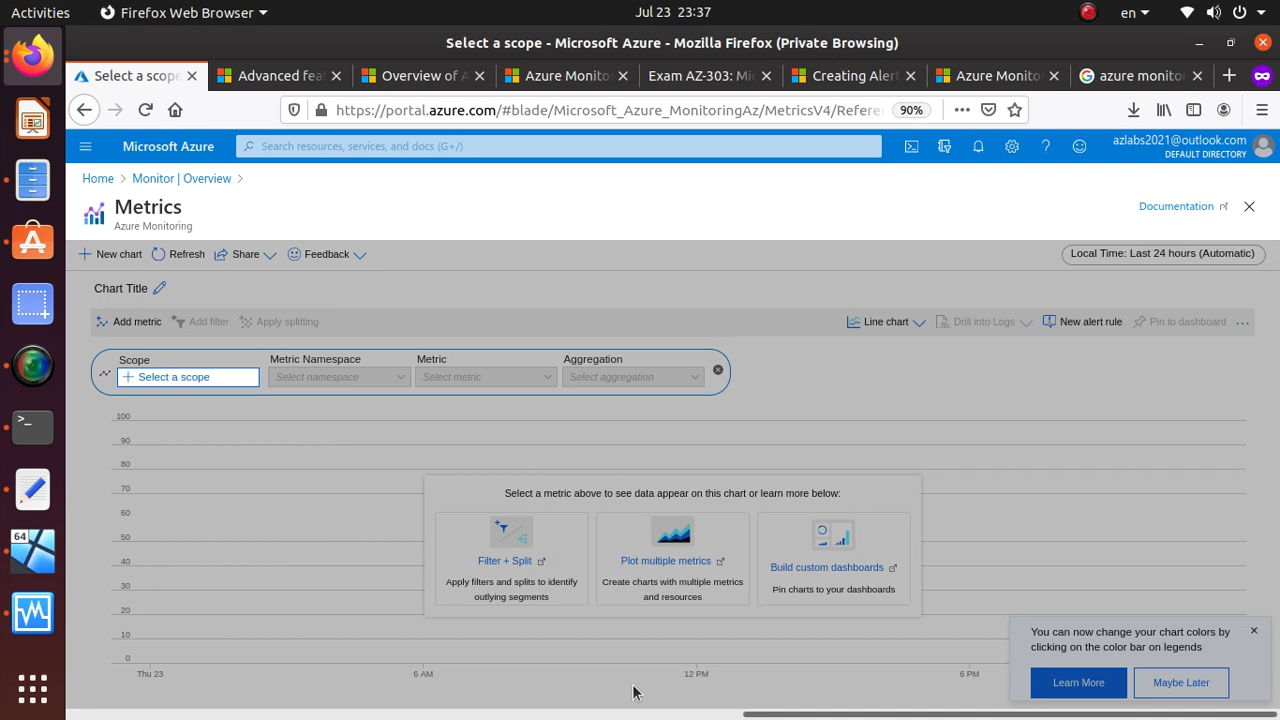 Activities
Firefox Web Browser
Jul 23 23:37
en
Select a scope - Microsoft Azure - Mozilla Firefox (Private Browsing)
Select a scope
Advanced fea
Overview of A
Azure Monito
Exam AZ-303: Mi
Creating Alert
Azure Monito
azure monito
https://portal.azure.com/#blade/Microsoft_Azure_MonitoringAz/MetricsV4/Refere
90%
Microsoft Azure
Search resources, services, and docs (G+/)
azlabs2021@outlook.com
DEFAULT DIRECTORY
Home
Monitor | Overview
Metrics
Azure Monitoring
Documentation
New chart
Refresh
Share
Feedback
Local Time: Last 24 hours (Automatic)
Chart Title
Add metric
Add filter
Apply splitting
Line chart
Drill into Logs
New alert rule
Pin to dashboard
Scope
Metric Namespace
Metric
Aggregation
Select a scope
Select namespace
Select metric
Select aggregation
100
90
80
70
60
50
40
30
20
10
0
Select a metric above to see data appear on this chart or learn more below:
Filter + Split
Apply filters and splits to identify
outlying segments
Plot multiple metrics
Create charts with multiple metrics
and resources
Build custom dashboards
Pin charts to your dashboards
Thu 23
6 AM
12 PM
6 PM
You can now change your chart colors by
clicking on the color bar on legends
Learn More
Maybe Later
64